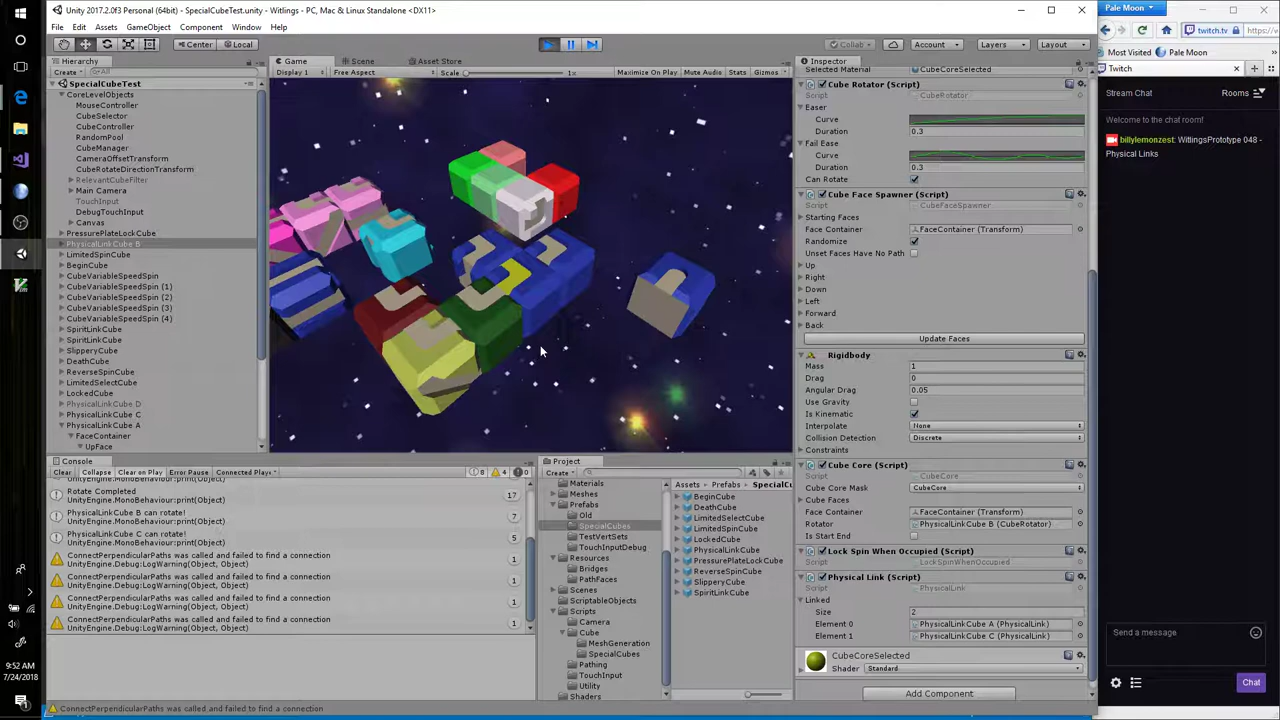 Unity 2017.2.0f3 Personal (64bit) - SpecialCubeTest.unity - Witlings - PC, Mac & Linux Standalone <DX11>
File Edit Assets GameObject Component Window Help
Center Local
Collab Account Layers Layout
Hierarchy
Create All
SpecialCubeTest
CoreLevelObjects
MouseController
CubeSelector
CubeController
RandomPool
CubeManager
CameraOffsetTransform
CubeRotateDirectionTransform
RelevantCubeFilter
Main Camera
TouchInput
DebugTouchInput
Canvas
PressurePlateLockCube
PhysicalLinkCube B
LimitedSpinCube
BeginCube
CubeVariableSpeedSpin
CubeVariableSpeedSpin (1)
CubeVariableSpeedSpin (2)
CubeVariableSpeedSpin (3)
CubeVariableSpeedSpin (4)
SpiritLinkCube
SpiritLinkCube
SlipperyCube
DeathCube
ReverseSpinCube
LimitedSelectCube
LockedCube
PhysicalLinkCube D
PhysicalLinkCube C
PhysicalLinkCube A
FaceContainer
UpFace
Game Scene Asset Store
Display 1 Free Aspect Scale 1x Maximize On Play Mute Audio Stats Gizmos
Console
Clear Collapse Clear on Play Error Pause Connected Player 8 4 0
Rotate Completed
UnityEngine.MonoBehaviour:print(Object) 17
PhysicalLinkCube B can rotate!
UnityEngine.MonoBehaviour:print(Object) 7
PhysicalLinkCube C can rotate!
UnityEngine.MonoBehaviour:print(Object) 5
ConnectPerpendicularPaths was called and failed to find a connection
UnityEngine.Debug:LogWarning(Object, Object) 1
ConnectPerpendicularPaths was called and failed to find a connection
UnityEngine.Debug:LogWarning(Object, Object) 1
ConnectPerpendicularPaths was called and failed to find a connection
UnityEngine.Debug:LogWarning(Object, Object) 1
ConnectPerpendicularPaths was called and failed to find a connection
UnityEngine.Debug:LogWarning(Object, Object) 1
ConnectPerpendicularPaths was called and failed to find a connection
Project
Create
Materials
Meshes
Prefabs
Old
SpecialCubes
TestVertSets
TouchInputDebug
Resources
Bridges
PathFaces
Scenes
ScriptableObjects
Scripts
Camera
Cube
MeshGeneration
SpecialCubes
Pathing
TouchInput
Utility
Shaders
Assets Prefabs SpecialC
BeginCube
DeathCube
LimitedSelectCube
LimitedSpinCube
LockedCube
PhysicalLinkCube
PressurePlateLockCube
ReverseSpinCube
SlipperyCube
SpiritLinkCube
Inspector
Selected Material CubeCoreSelected
Cube Rotator (Script)
Script CubeRotator
Easer
Curve
Duration 0.3
Fail Ease
Curve
Duration 0.3
Can Rotate
Cube Face Spawner (Script)
Script CubeFaceSpawner
Starting Faces
Face Container FaceContainer (Transform)
Randomize
Unset Faces Have No Path
Up
Right
Down
Left
Forward
Back
Update Faces
Rigidbody
Mass 1
Drag 0
Angular Drag 0.05
Use Gravity
Is Kinematic
Interpolate None
Collision Detection Discrete
Constraints
Cube Core (Script)
Script CubeCore
Cube Core Mask CubeCore
Cube Faces
Face Container FaceContainer (Transform)
Rotator PhysicalLinkCube B (CubeRotator)
Is Start End
Lock Spin When Occupied (Script)
Script LockSpinWhenOccupied
Physical Link (Script)
Script PhysicalLink
Linked
Size 2
Element 0 PhysicalLinkCube A (PhysicalLink)
Element 1 PhysicalLinkCube C (PhysicalLink)
CubeCoreSelected
Shader Standard
Add Component
Pale Moon
twitch.tv https://w
Most Visited Pale Moon
Twitch
Stream Chat Rooms
Welcome to the chat room!
billylemonzest: WitlingsPrototype 048 -
Physical Links
Send a message
Chat
9:52 AM
7/24/2018